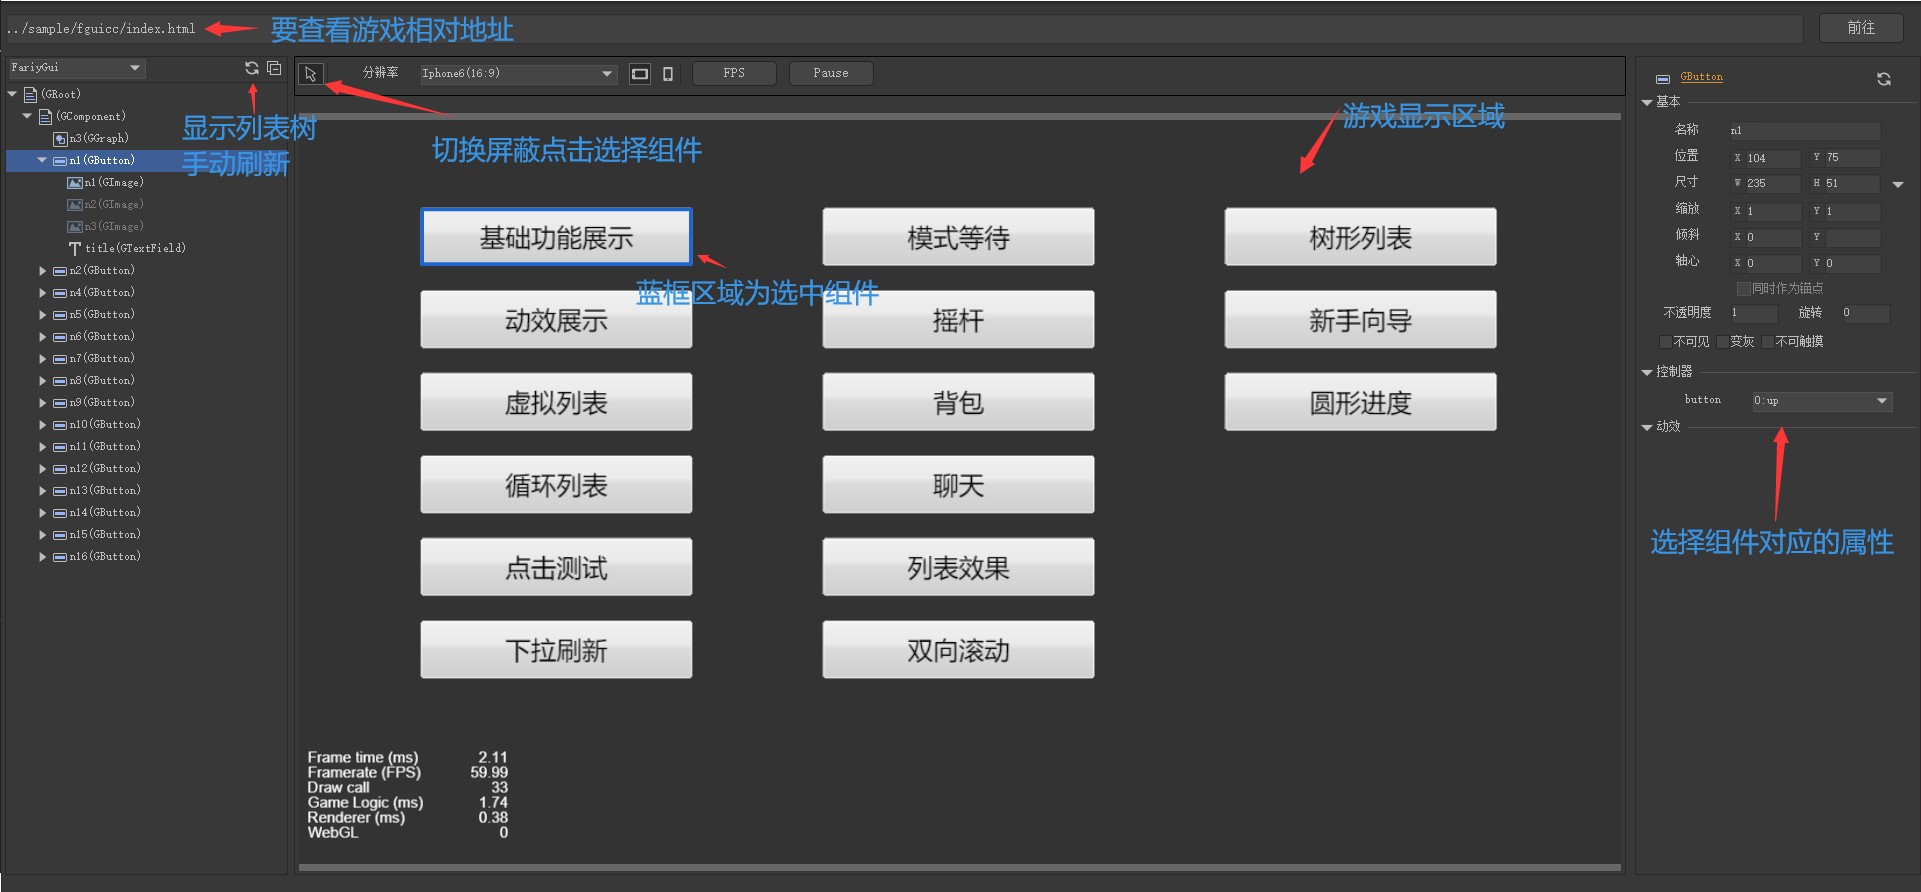 ../sample/fguicc/index.html
要查看游戏相对地址
前往
FariyGui
(GRoot)
(GComponent)
n3(GGraph)
n1(GButton)
n1(GImage)
n2(GImage)
n3(GImage)
title(GTextField)
n2(GButton)
n4(GButton)
n5(GButton)
n6(GButton)
n7(GButton)
n8(GButton)
n9(GButton)
n10(GButton)
n11(GButton)
n12(GButton)
n13(GButton)
n14(GButton)
n15(GButton)
n16(GButton)
显示列表树
手动刷新
分辨率 Iphone6(16:9) FPS Pause
切换屏蔽点击选择组件
游戏显示区域
基础功能展示 模式等待 树形列表
蓝框区域为选中组件
动效展示 摇杆 新手向导
虚拟列表 背包 圆形进度
循环列表 聊天
点击测试 列表效果
下拉刷新 双向滚动
Frame time (ms) 2.11
Framerate (FPS) 59.99
Draw call 33
Game Logic (ms) 1.74
Renderer (ms) 0.38
WebGL 0
GButton
基本
名称 n1
位置 X 104 Y 75
尺寸 W 235 H 51
缩放 X 1 Y 1
倾斜 X 0 Y
轴心 X 0 Y 0
同时作为锚点
不透明度 1 旋转 0
不可见 变灰 不可触摸
控制器
button 0:up
动效
选择组件对应的属性